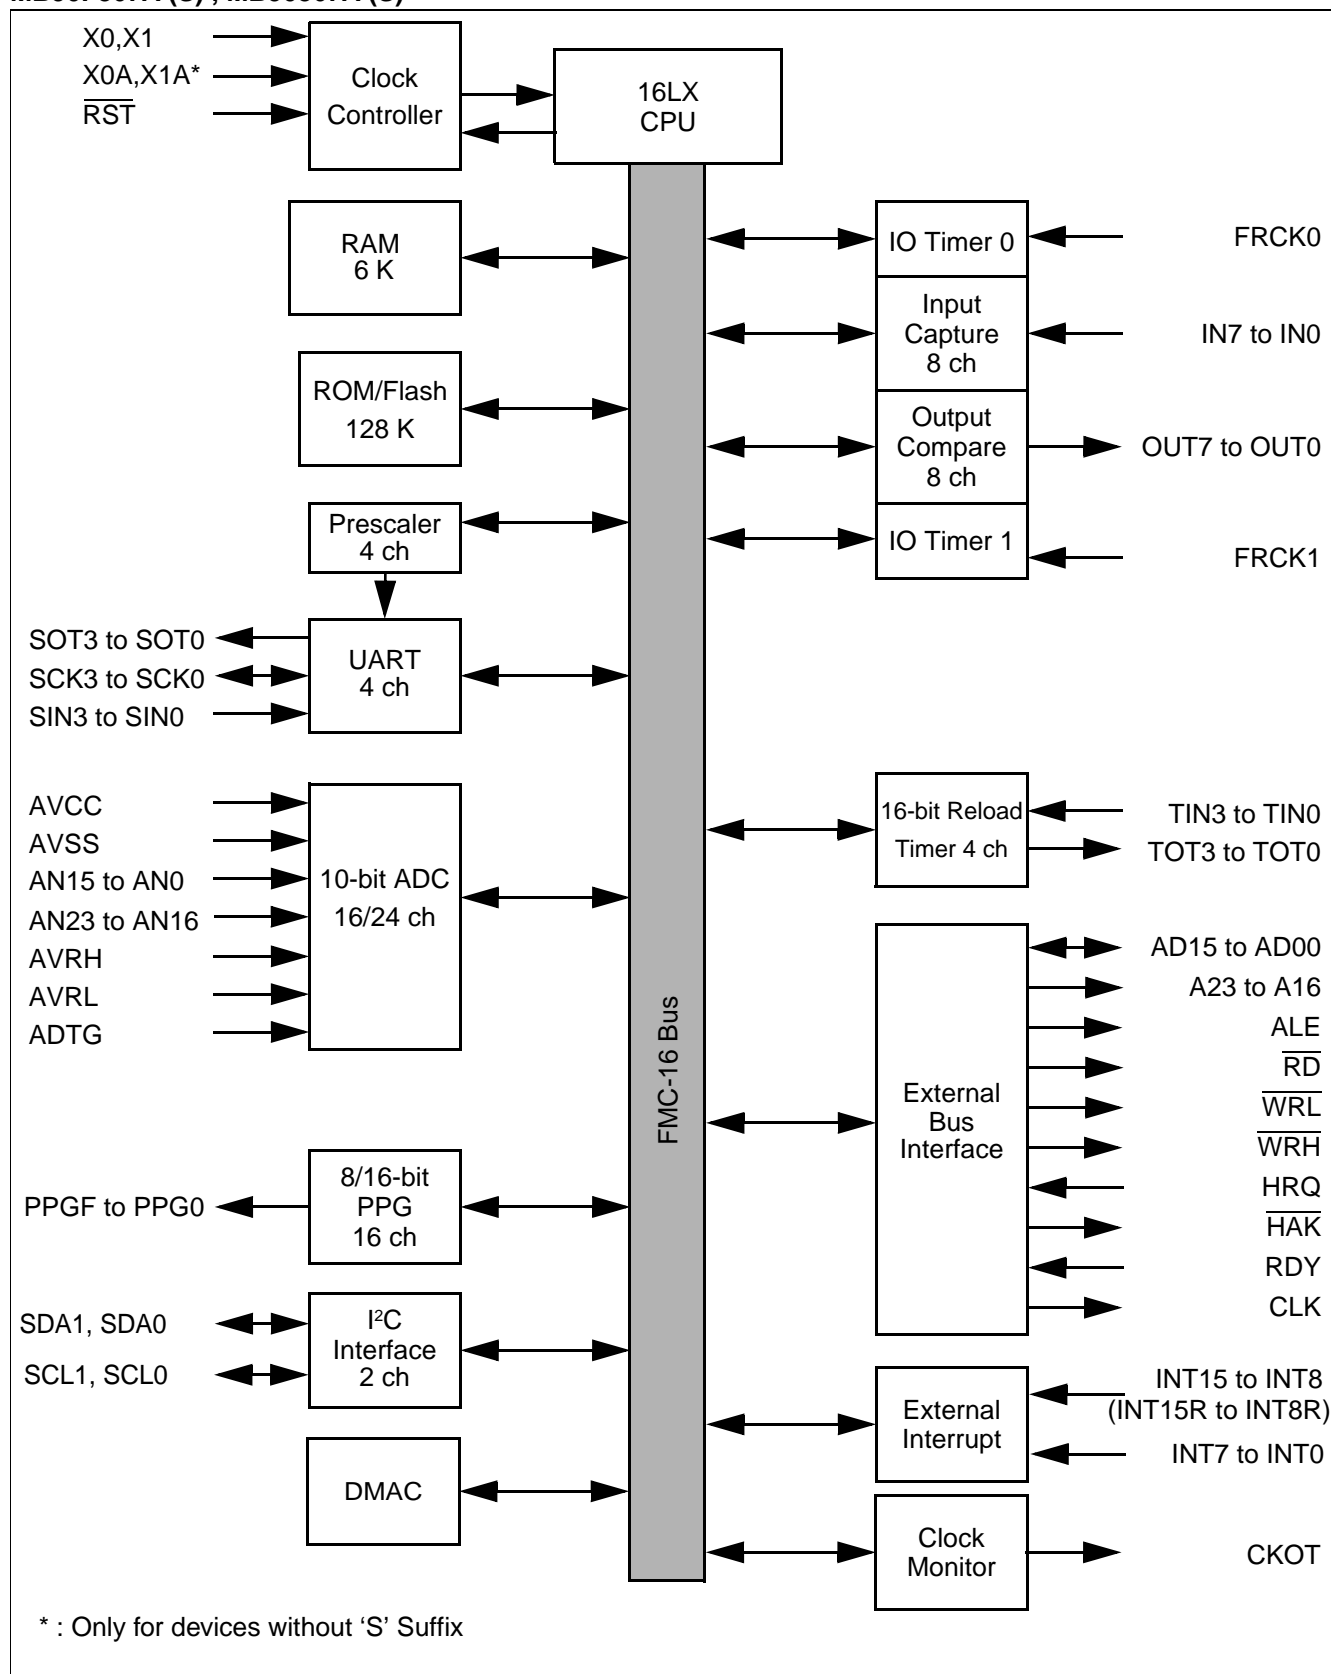 X0,X1
X0A,X1A*
RST
Clock
Controller
16LX
CPU
RAM
6 K
ROM/Flash
128 K
Prescaler
4 ch
SOT3 to SOT0
SCK3 to SCK0
SIN3 to SIN0
UART
4 ch
AVCC
AVSS
AN15 to AN0
AN23 to AN16
AVRH
AVRL
ADTG
10-bit ADC
16/24 ch
PPGF to PPG0
8/16-bit
PPG
16 ch
SDA1, SDA0
SCL1, SCL0
I²C
Interface
2 ch
DMAC
FMC-16 Bus
IO Timer 0
FRCK0
Input
Capture
8 ch
IN7 to IN0
Output
Compare
8 ch
OUT7 to OUT0
IO Timer 1
FRCK1
16-bit Reload
Timer 4 ch
TIN3 to TIN0
TOT3 to TOT0
External
Bus
Interface
AD15 to AD00
A23 to A16
ALE
RD
WRL
WRH
HRQ
HAK
RDY
CLK
External
Interrupt
INT15 to INT8
(INT15R to INT8R)
INT7 to INT0
Clock
Monitor
CKOT
* : Only for devices without ‘S’ Suffix